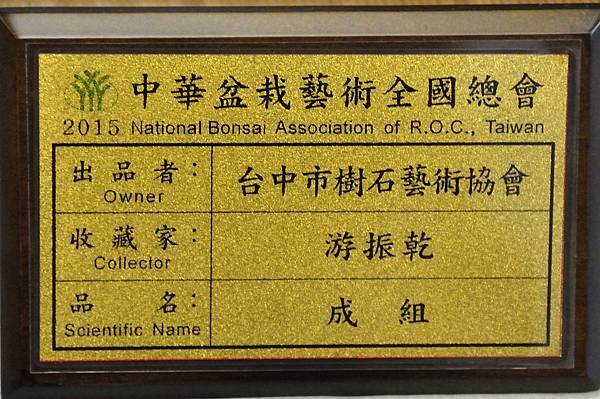 中華盆栽藝術全國總會
2015 National Bonsai Association of R.O.C., Taiwan
出品者： 台中市樹石藝術協會
Owner
收藏家： 游振乾
Collector
品名： 成組
Scientific Name